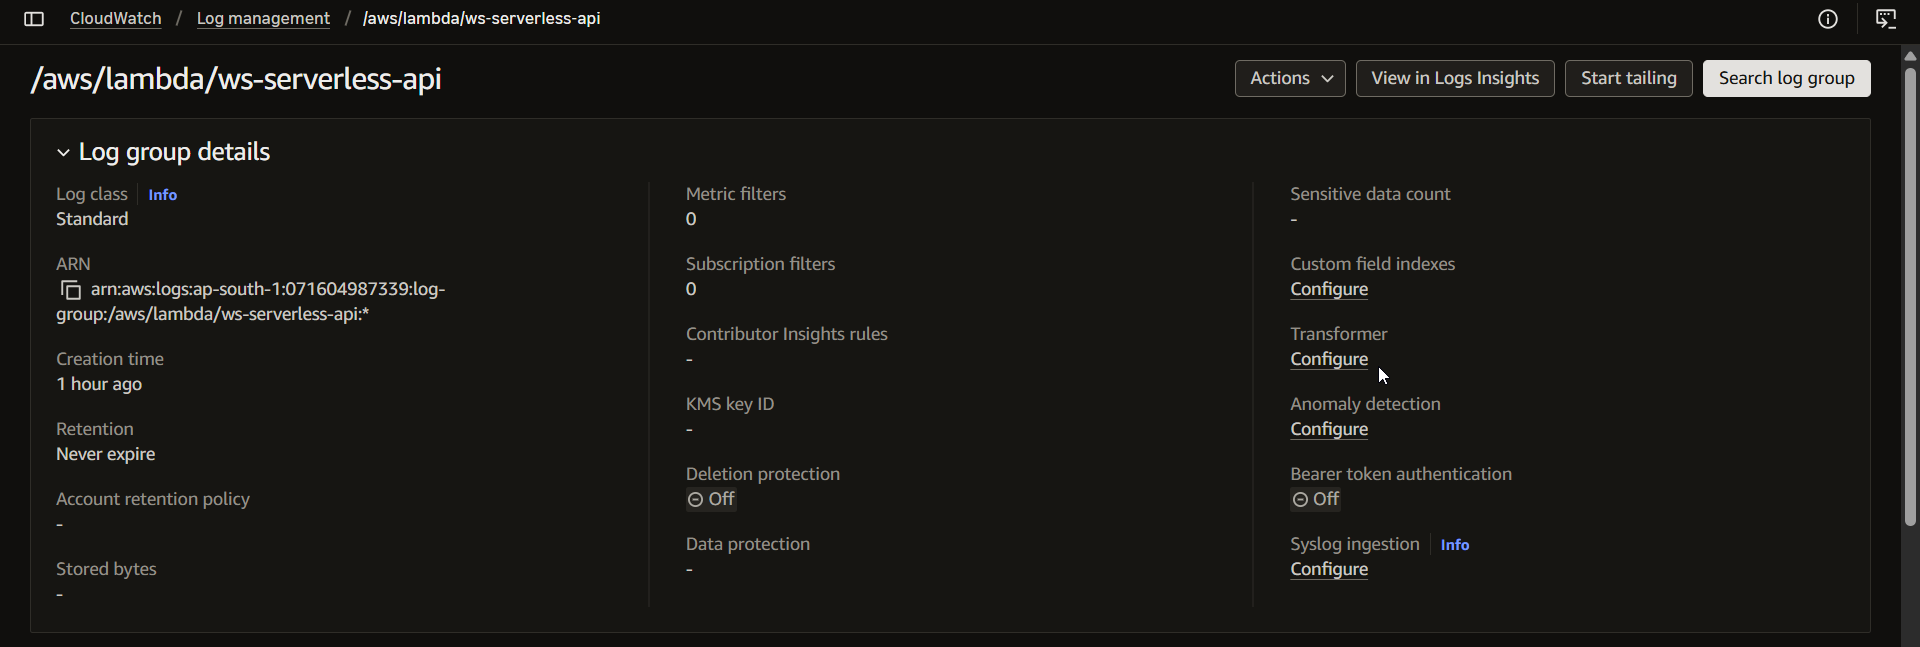 CloudWatch / Log management / /aws/lambda/ws-serverless-api
/aws/lambda/ws-serverless-api
Actions View in Logs Insights Start tailing Search log group
Log group details
Log class Info
Standard
ARN
arn:aws:logs:ap-south-1:071604987339:log-
group:/aws/lambda/ws-serverless-api:*
Creation time
1 hour ago
Retention
Never expire
Account retention policy
-
Stored bytes
-
Metric filters
0
Subscription filters
0
Contributor Insights rules
-
KMS key ID
-
Deletion protection
Off
Data protection
-
Sensitive data count
-
Custom field indexes
Configure
Transformer
Configure
Anomaly detection
Configure
Bearer token authentication
Off
Syslog ingestion Info
Configure